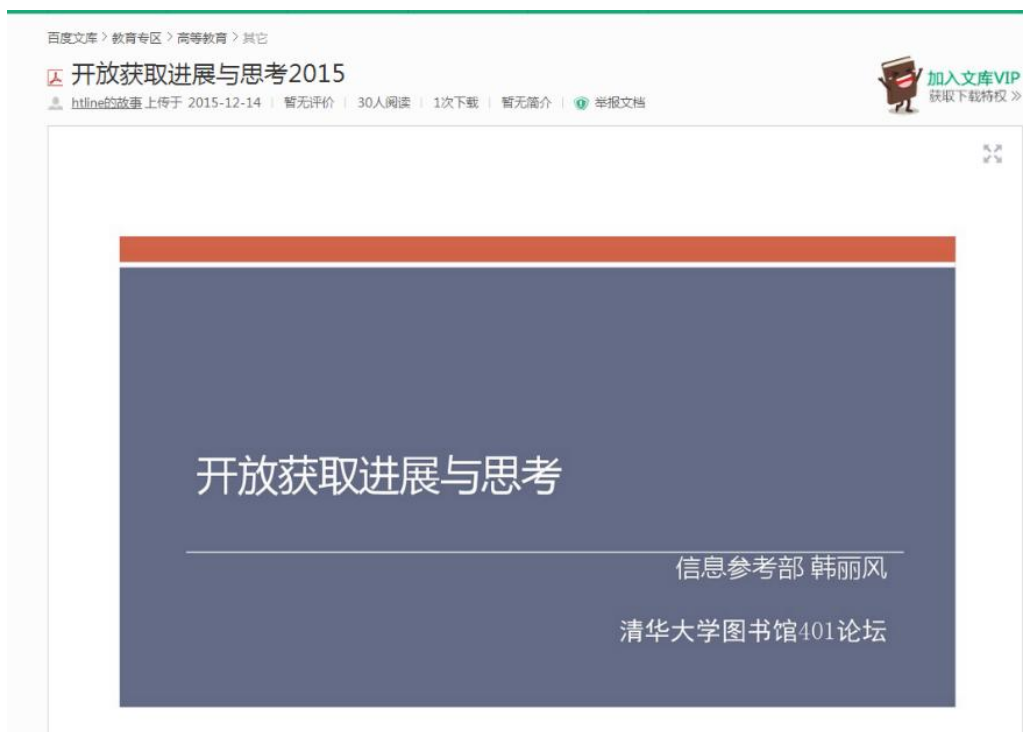 百度文库 > 教育专区 > 高等教育 > 其它
开放获取进展与思考2015
htline的故事 上传于 2015-12-14 | 暂无评价 | 30人阅读 | 1次下载 | 暂无简介 | 举报文档
加入文库VIP
获取下载特权 »
开放获取进展与思考
信息参考部 韩丽风
清华大学图书馆401论坛